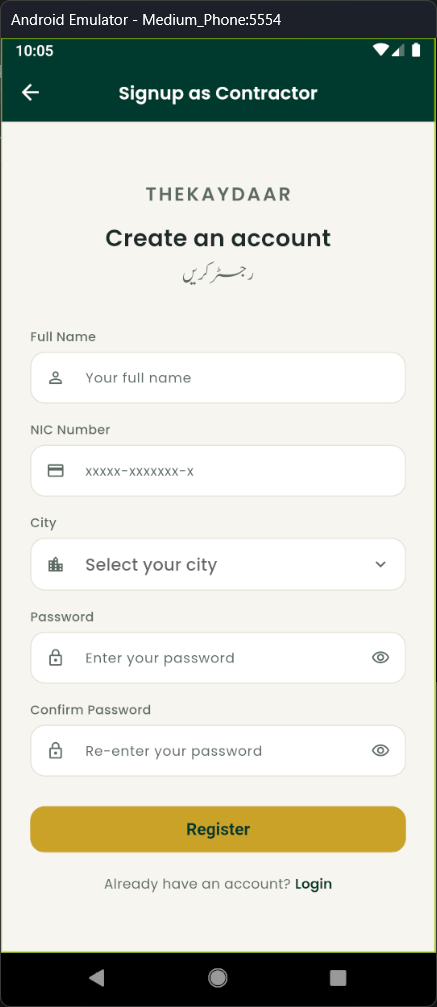 Android Emulator - Medium_Phone:5554
10:05
Signup as Contractor
THEKAYDAAR
Create an account
رجسٹر کریں
Full Name
Your full name
NIC Number
xxxxx-xxxxxxx-x
City
Select your city
Password
Enter your password
Confirm Password
Re-enter your password
Register
Already have an account? Login